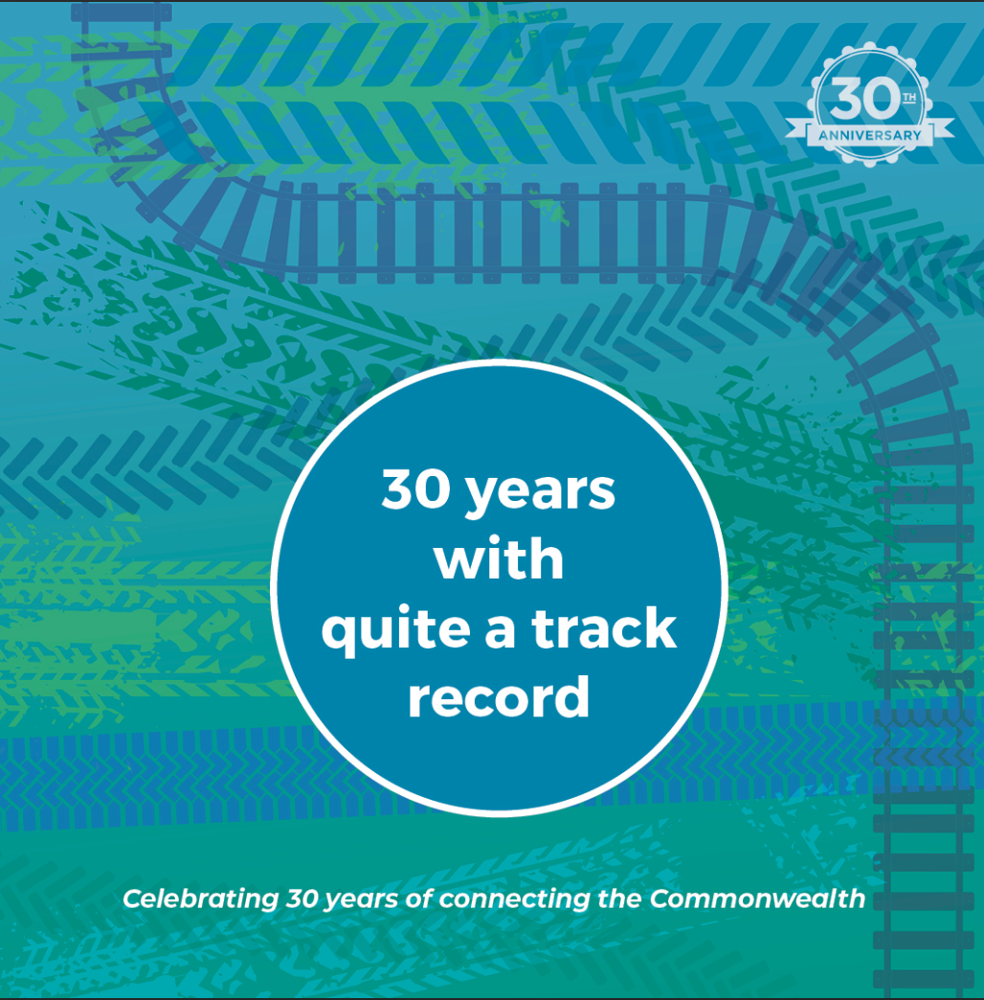 30TH
ANNIVERSARY
30 years
with
quite a track
record
Celebrating 30 years of connecting the Commonwealth